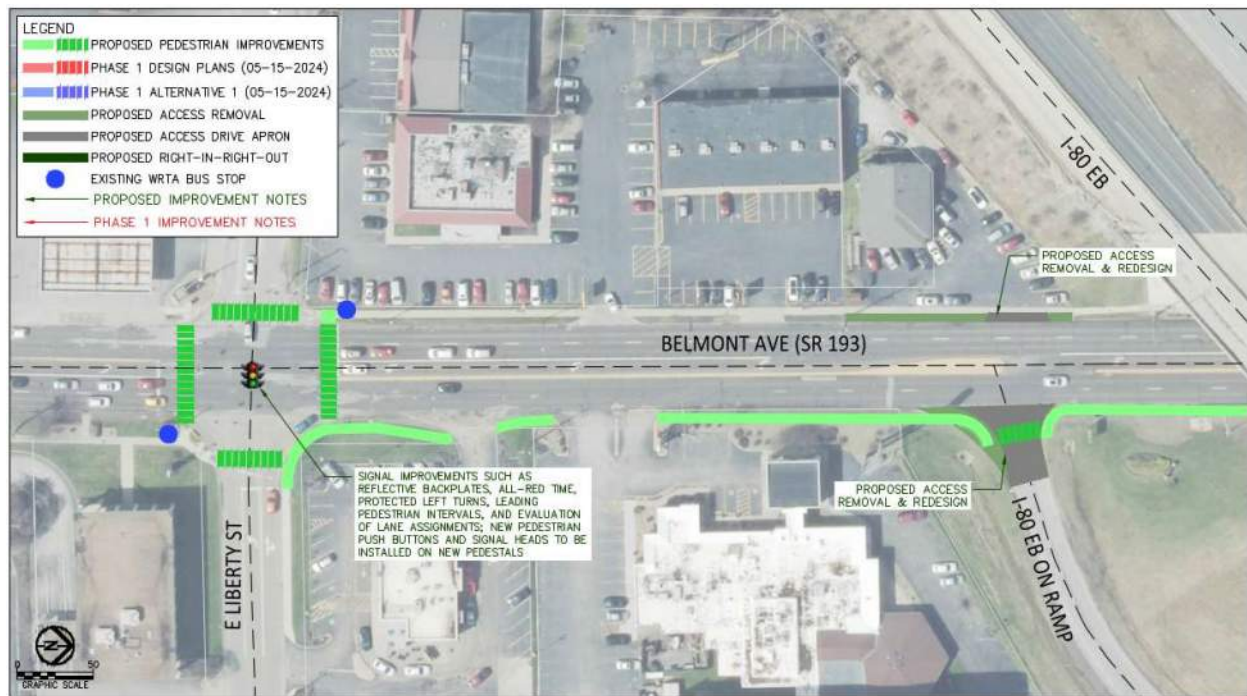 LEGEND
PROPOSED PEDESTRIAN IMPROVEMENTS
PHASE 1 DESIGN PLANS (05-15-2024)
PHASE 1 ALTERNATIVE 1 (05-15-2024)
PROPOSED ACCESS REMOVAL
PROPOSED ACCESS DRIVE APRON
PROPOSED RIGHT-IN-RIGHT-OUT
EXISTING WRTA BUS STOP
PROPOSED IMPROVEMENT NOTES
PHASE 1 IMPROVEMENT NOTES
I-80 EB
PROPOSED ACCESS
REMOVAL & REDESIGN
BELMONT AVE (SR 193)
SIGNAL IMPROVEMENTS SUCH AS
REFLECTIVE BACKPLATES, ALL-RED TIME,
PROTECTED LEFT TURNS, LEADING
PEDESTRIAN INTERVALS, AND EVALUATION
OF LANE ASSIGNMENTS; NEW PEDESTRIAN
PUSH BUTTONS AND SIGNAL HEADS TO BE
INSTALLED ON NEW PEDESTALS
PROPOSED ACCESS
REMOVAL & REDESIGN
E LIBERTY ST
I-80 EB ON RAMP
N
0 50
GRAPHIC SCALE